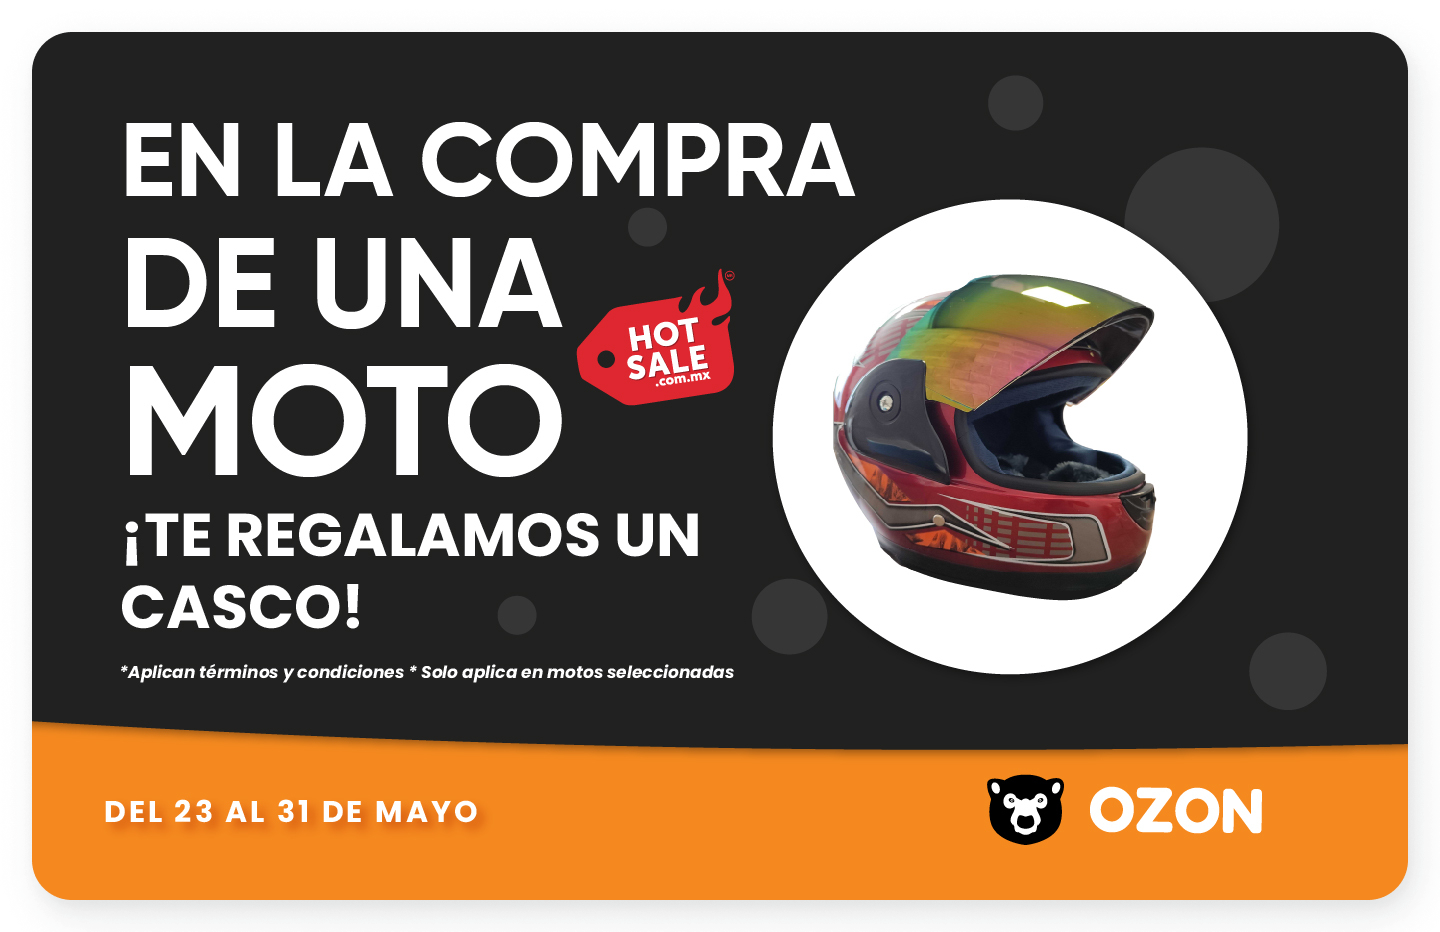 EN LA COMPRA
DE UNA
MOTO
HOT
SALE
.com.mx
¡TE REGALAMOS UN
CASCO!
*Aplican términos y condiciones * Solo aplica en motos seleccionadas
DEL 23 AL 31 DE MAYO
OZON